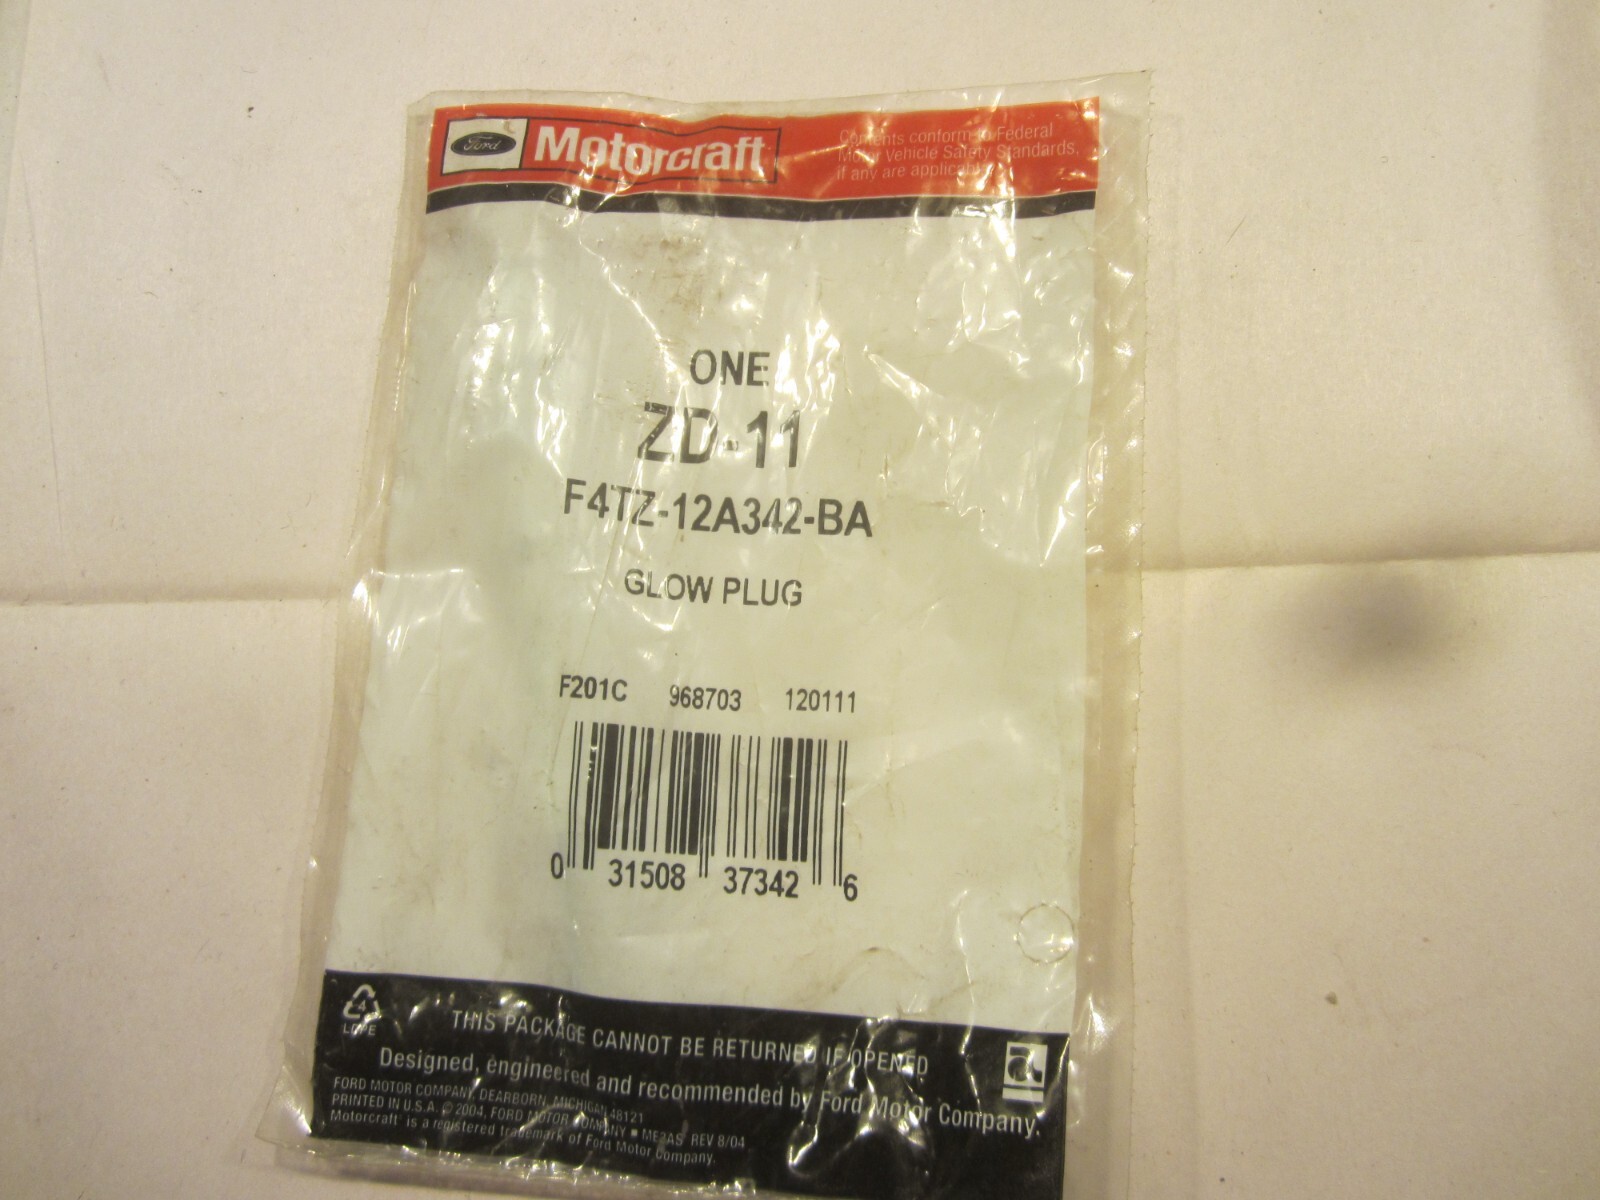 Ford Motorcraft
Contents conform to Federal
Motor Vehicle Safety Standards,
if any are applicable.
ONE
ZD-11
F4TZ-12A342-BA
GLOW PLUG
F201C 968703 120111
0 31508 37342 6
4
LDPE
THIS PACKAGE CANNOT BE RETURNED IF OPENED
Designed, engineered and recommended by Ford Motor Company.
FORD MOTOR COMPANY, DEARBORN, MICHIGAN 48121
PRINTED IN U.S.A. © 2004, FORD MOTOR COMPANY ■ ME2AS REV 8/04
Motorcraft® is a registered trademark of Ford Motor Company.
a